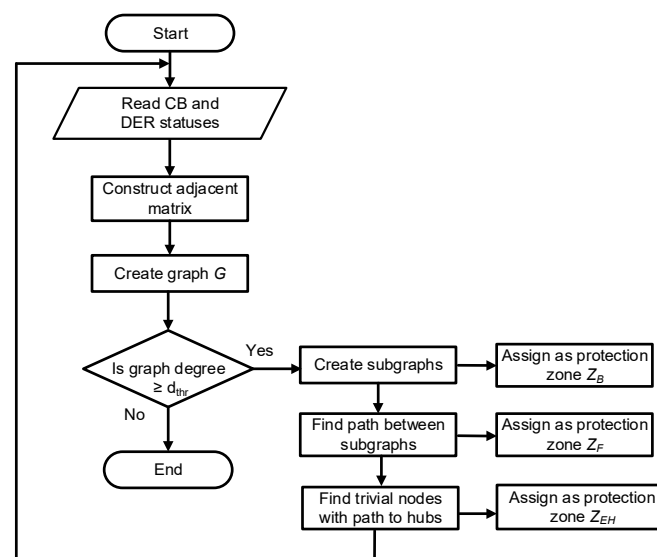 Start
Read CB and
DER statuses
Construct adjacent
matrix
Create graph G
Is graph degree
≥ dthr
Yes
No
End
Create subgraphs
Assign as protection
zone ZB
Find path between
subgraphs
Assign as protection
zone ZF
Find trivial nodes
with path to hubs
Assign as protection
zone ZEH